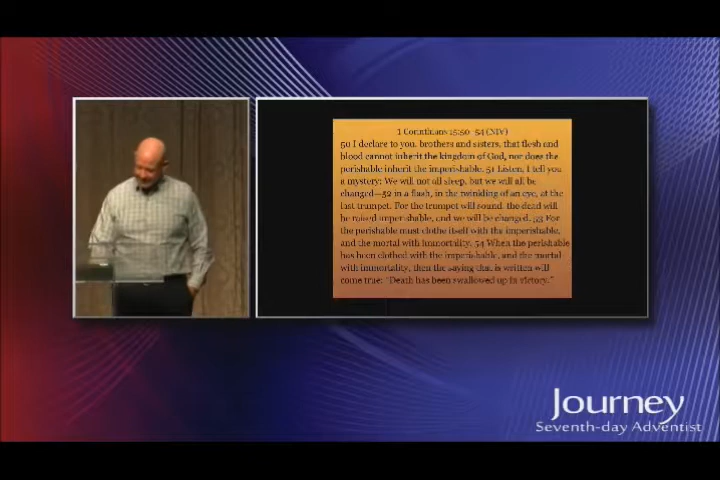 1 Corinthians 15:50 54 (NIV)
50 I declare to you, brothers and sisters, that flesh and
blood cannot inherit the kingdom of God, nor does the
perishable inherit the imperishable. 51 Listen, I tell you
a mystery: We will not all sleep, but we will all be
changed—52 in a flash, in the twinkling of an eye, at the
last trumpet. For the trumpet will sound, the dead will
be raised imperishable, and we will be changed. 53 For
the perishable must clothe itself with the imperishable,
and the mortal with immortality. 54 When the perishable
has been clothed with the imperishable, and the mortal
with immortality, then the saying that is written will
come true: “Death has been swallowed up in victory.”
Journey
Seventh-day Adventist